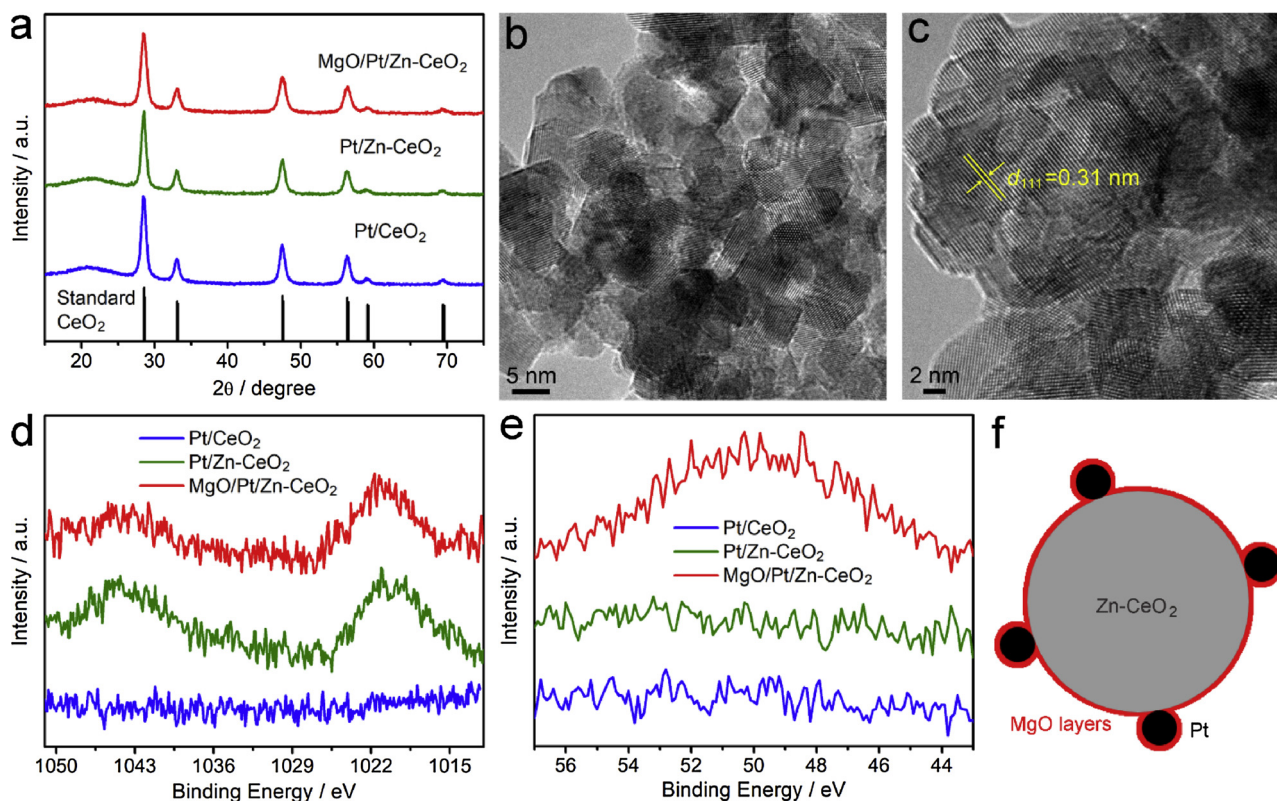 a
MgO/Pt/Zn-CeO₂
Pt/Zn-CeO₂
Pt/CeO₂
Standard
CeO₂
Intensity / a.u.
20 30 40 50 60 70
2θ / degree
b
5 nm
c
d₁₁₁=0.31 nm
2 nm
d
Pt/CeO₂
Pt/Zn-CeO₂
MgO/Pt/Zn-CeO₂
Intensity / a.u.
1050 1043 1036 1029 1022 1015
Binding Energy / eV
e
Pt/CeO₂
Pt/Zn-CeO₂
MgO/Pt/Zn-CeO₂
Intensity / a.u.
56 54 52 50 48 46 44
Binding Energy / eV
f
Zn-CeO₂
MgO layers
Pt